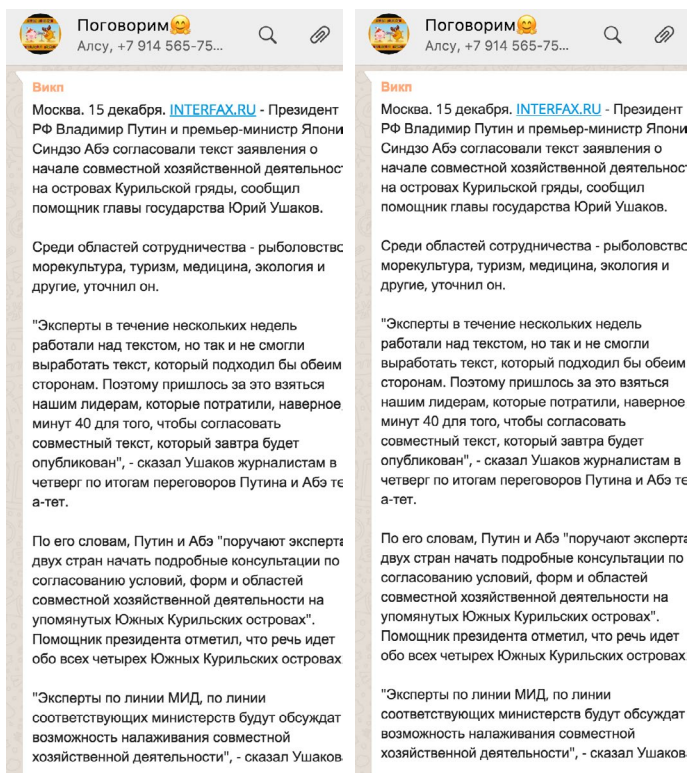 Поговорим🤗
Алсу, +7 914 565-75...
Викп
Москва. 15 декабря. INTERFAX.RU - Президент
РФ Владимир Путин и премьер-министр Япони
Синдзо Абэ согласовали текст заявления о
начале совместной хозяйственной деятельнос
на островах Курильской гряды, сообщил
помощник главы государства Юрий Ушаков.
Среди областей сотрудничества - рыболовство
морекультура, туризм, медицина, экология и
другие, уточнил он.
"Эксперты в течение нескольких недель
работали над текстом, но так и не смогли
выработать текст, который подходил бы обеим
сторонам. Поэтому пришлось за это взяться
нашим лидерам, которые потратили, наверное,
минут 40 для того, чтобы согласовать
совместный текст, который завтра будет
опубликован", - сказал Ушаков журналистам в
четверг по итогам переговоров Путина и Абэ те
а-тет.
По его словам, Путин и Абэ "поручают эксперта
двух стран начать подробные консультации по
согласованию условий, форм и областей
совместной хозяйственной деятельности на
упомянутых Южных Курильских островах".
Помощник президента отметил, что речь идет
обо всех четырех Южных Курильских островах
"Эксперты по линии МИД, по линии
соответствующих министерств будут обсуждат
возможность налаживания совместной
хозяйственной деятельности", - сказал Ушаков
Поговорим🤗
Алсу, +7 914 565-75...
Викп
Москва. 15 декабря. INTERFAX.RU - Президент
РФ Владимир Путин и премьер-министр Япони
Синдзо Абэ согласовали текст заявления о
начале совместной хозяйственной деятельнос
на островах Курильской гряды, сообщил
помощник главы государства Юрий Ушаков.
Среди областей сотрудничества - рыболовство
морекультура, туризм, медицина, экология и
другие, уточнил он.
"Эксперты в течение нескольких недель
работали над текстом, но так и не смогли
выработать текст, который подходил бы обеим
сторонам. Поэтому пришлось за это взяться
нашим лидерам, которые потратили, наверное
минут 40 для того, чтобы согласовать
совместный текст, который завтра будет
опубликован", - сказал Ушаков журналистам в
четверг по итогам переговоров Путина и Абэ те
а-тет.
По его словам, Путин и Абэ "поручают эксперта
двух стран начать подробные консультации по
согласованию условий, форм и областей
совместной хозяйственной деятельности на
упомянутых Южных Курильских островах".
Помощник президента отметил, что речь идет
обо всех четырех Южных Курильских островах
"Эксперты по линии МИД, по линии
соответствующих министерств будут обсуждат
возможность налаживания совместной
хозяйственной деятельности", - сказал Ушаков